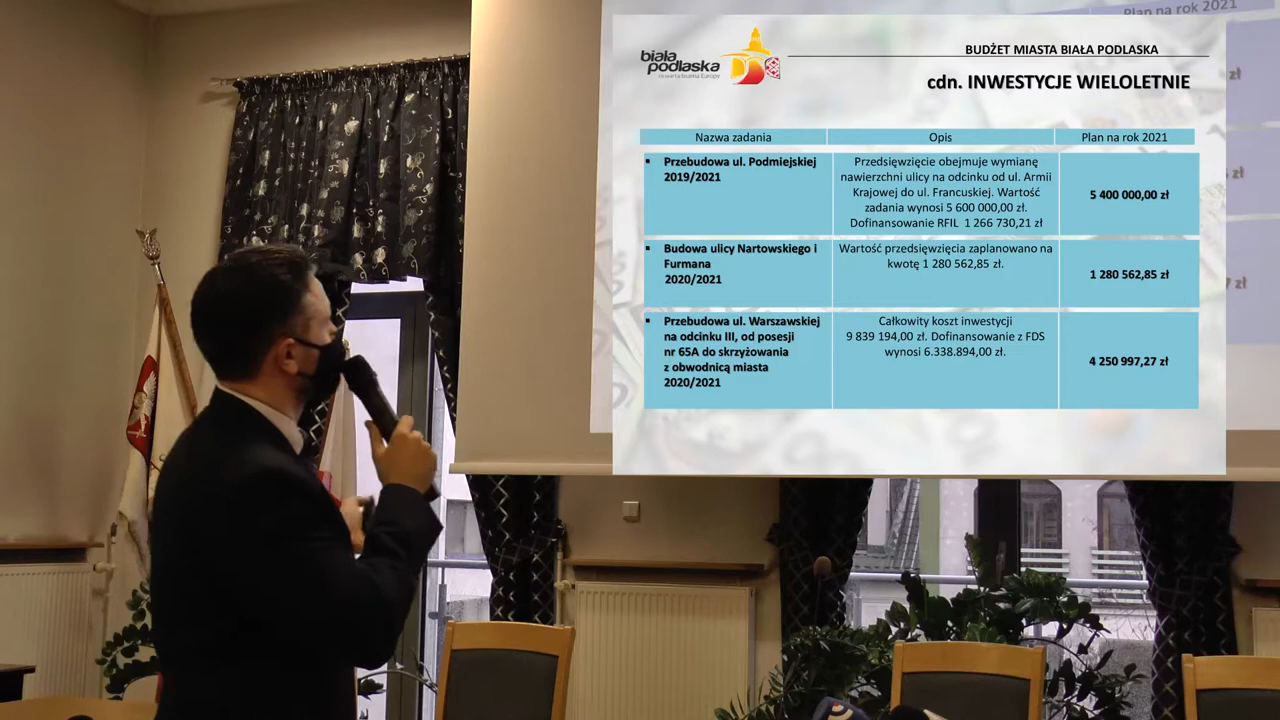 Plan na rok 2021
biała
podlaska
BUDŻET MIASTA BIAŁA PODLASKA
cdn. INWESTYCJE WIELOLETNIE
zł
Nazwa zadania Opis Plan na rok 2021
▪ Przebudowa ul. Podmiejskiej
2019/2021
Przedsięwzięcie obejmuje wymianę
nawierzchni ulicy na odcinku od ul. Armii
Krajowej do ul. Francuskiej. Wartość
zadania wynosi 5 600 000,00 zł.
Dofinansowanie RFIL 1 266 730,21 zł
5 400 000,00 zł
zł
▪ Budowa ulicy Nartowskiego i
Furmana
2020/2021
Wartość przedsięwzięcia zaplanowano na
kwotę 1 280 562,85 zł.
1 280 562,85 zł
7 zł
▪ Przebudowa ul. Warszawskiej
na odcinku III, od posesji
nr 65A do skrzyżowania
z obwodnicą miasta
2020/2021
Całkowity koszt inwestycji
9 839 194,00 zł. Dofinansowanie z FDS
wynosi 6.338.894,00 zł.
4 250 997,27 zł